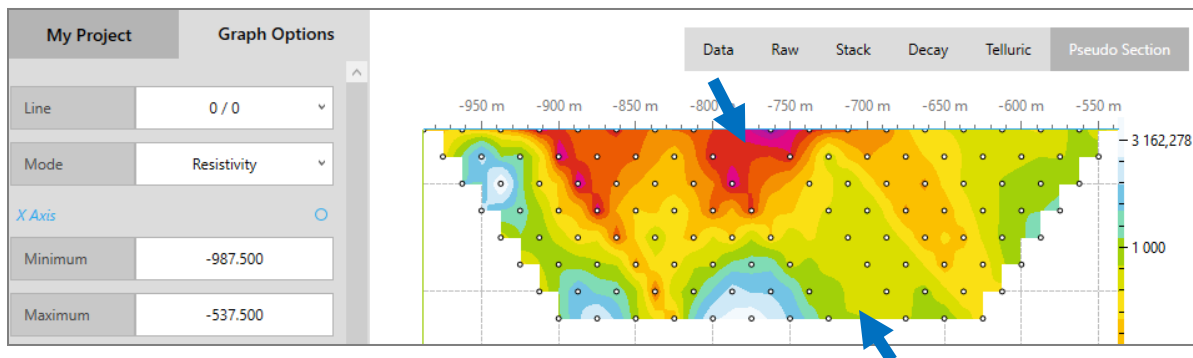 My Project Graph Options
Data Raw Stack Decay Telluric Pseudo Section
Line 0 / 0
-950 m -900 m -850 m -800 -750 m -700 m -650 m -600 m -550 m
3 162,278
Mode Resistivity
X Axis
1 000
Minimum -987.500
Maximum -537.500